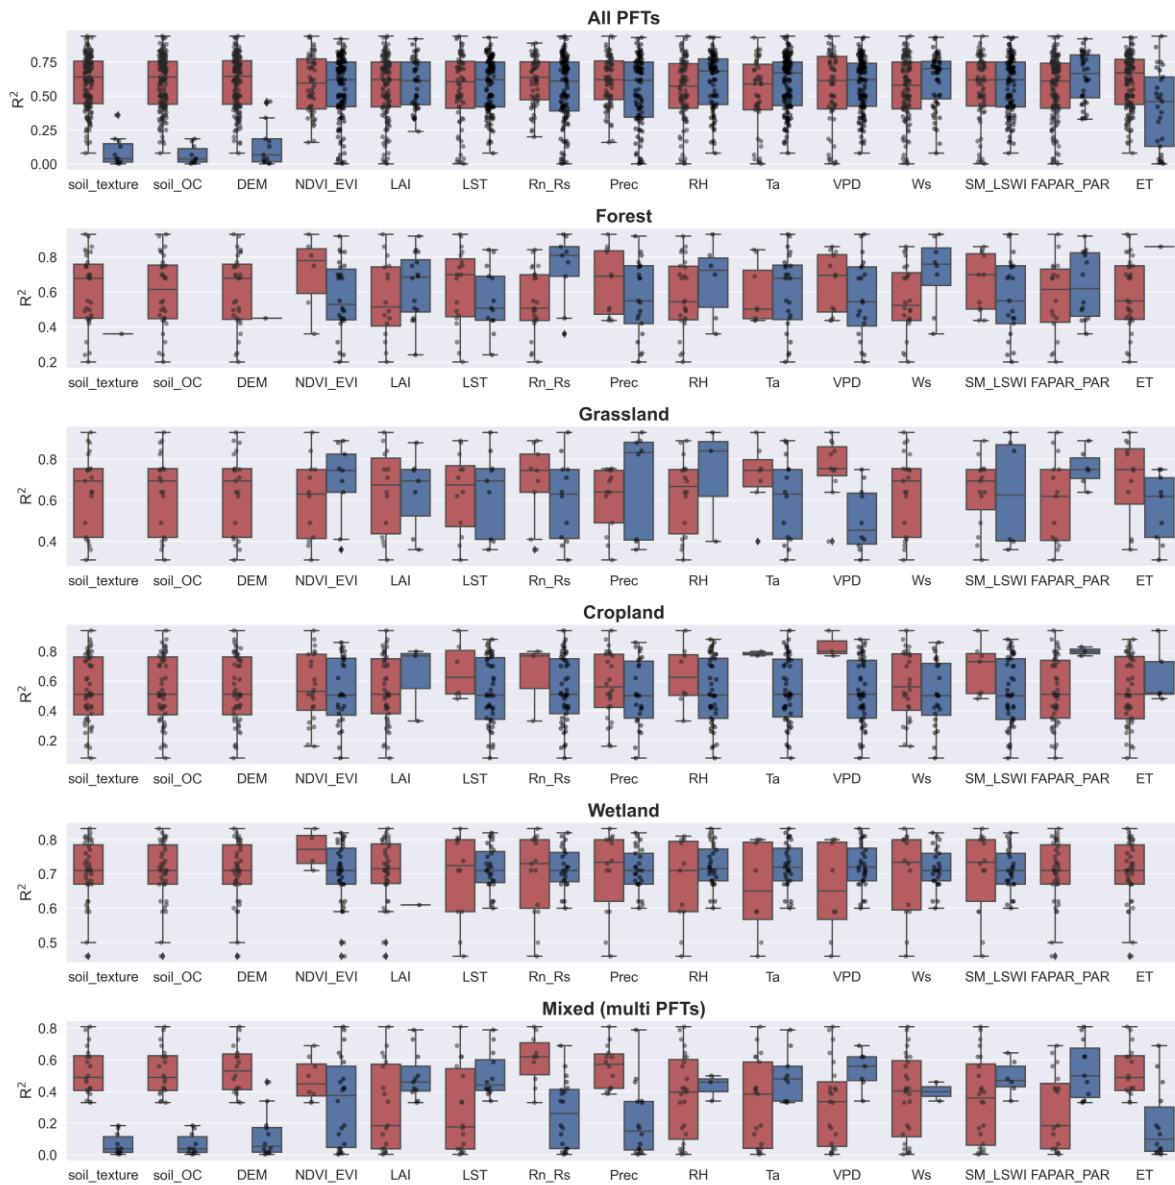 All PFTs
R²
0.75
0.50
0.25
0.00
soil_texture soil_OC DEM NDVI_EVI LAI LST Rn_Rs Prec RH Ta VPD Ws SM_LSWI FAPAR_PAR ET
Forest
R²
0.8
0.6
0.4
0.2
soil_texture soil_OC DEM NDVI_EVI LAI LST Rn_Rs Prec RH Ta VPD Ws SM_LSWI FAPAR_PAR ET
Grassland
R²
0.8
0.6
0.4
soil_texture soil_OC DEM NDVI_EVI LAI LST Rn_Rs Prec RH Ta VPD Ws SM_LSWI FAPAR_PAR ET
Cropland
R²
0.8
0.6
0.4
0.2
soil_texture soil_OC DEM NDVI_EVI LAI LST Rn_Rs Prec RH Ta VPD Ws SM_LSWI FAPAR_PAR ET
Wetland
R²
0.8
0.7
0.6
0.5
soil_texture soil_OC DEM NDVI_EVI LAI LST Rn_Rs Prec RH Ta VPD Ws SM_LSWI FAPAR_PAR ET
Mixed (multi PFTs)
R²
0.8
0.6
0.4
0.2
0.0
soil_texture soil_OC DEM NDVI_EVI LAI LST Rn_Rs Prec RH Ta VPD Ws SM_LSWI FAPAR_PAR ET